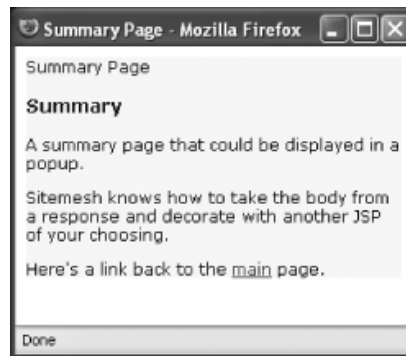 Summary Page - Mozilla Firefox
Summary Page
Summary
A summary page that could be displayed in a
popup.
Sitemesh knows how to take the body from
a response and decorate with another JSP
of your choosing.
Here's a link back to the main page.
Done